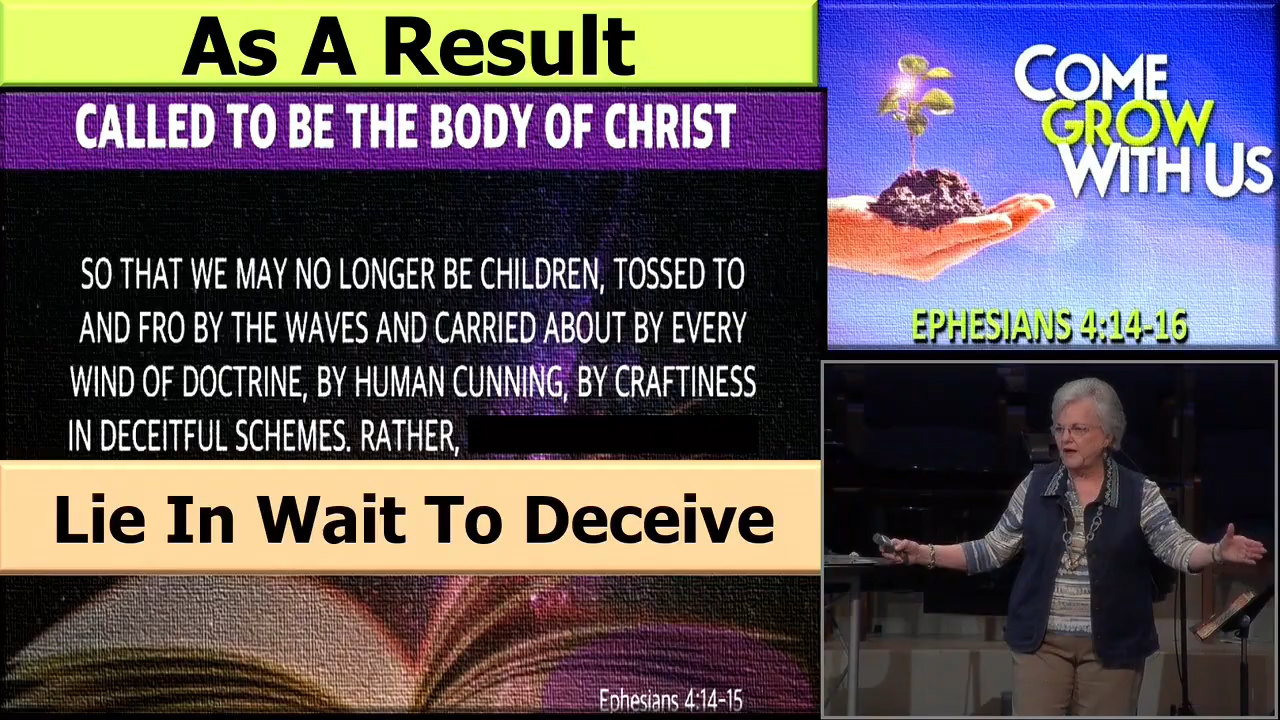 As A Result
CALLED TO BE THE BODY OF CHRIST
SO THAT WE MAY NO LONGER BE CHILDREN, TOSSED TO
AND FRO BY THE WAVES AND CARRIED ABOUT BY EVERY
WIND OF DOCTRINE, BY HUMAN CUNNING, BY CRAFTINESS
IN DECEITFUL SCHEMES. RATHER,
Lie In Wait To Deceive
Ephesians 4:14-15
COME
GROW
WITH US
EPHESIANS 4:14-16